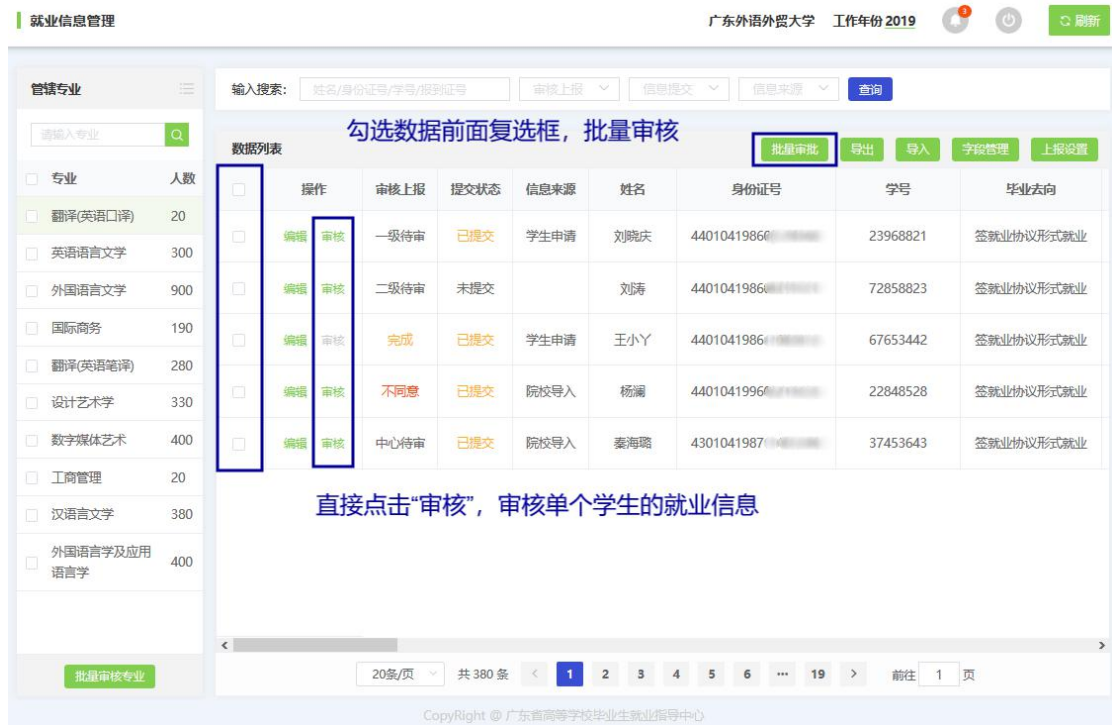 就业信息管理
广东外语外贸大学 工作年份 2019 3 刷新
管辖专业
输入搜索： 姓名/身份证号/学号/报到证号 审核上报 信息提交 信息来源 查询
请输入专业
勾选数据前面复选框，批量审核
数据列表 批量审批 导出 导入 字段管理 上报设置
专业 人数
操作 审核上报 提交状态 信息来源 姓名 身份证号 学号 毕业去向
翻译(英语口译) 20
编辑 审核 一级待审 已提交 学生申请 刘晓庆 4401041986 23968821 签就业协议形式就业
英语语言文学 300
外国语言文学 900
编辑 审核 二级待审 未提交 刘涛 440104198 72858823 签就业协议形式就业
国际商务 190
编辑 审核 完成 已提交 学生申请 王小丫 440104198 67653442 签就业协议形式就业
翻译(英语笔译) 280
编辑 审核 不同意 已提交 院校导入 杨澜 440104199 22848528 签就业协议形式就业
设计艺术学 330
数字媒体艺术 400
编辑 审核 中心待审 已提交 院校导入 秦海璐 430104198 37453643 签就业协议形式就业
工商管理 20
直接点击“审核”，审核单个学生的就业信息
汉语言文学 380
外国语言学及应用
语言学 400
批量审核专业
20条/页 共 380 条 < 1 2 3 4 5 6 ··· 19 > 前往 1 页
CopyRight @ 广东省高等学校毕业生就业指导中心